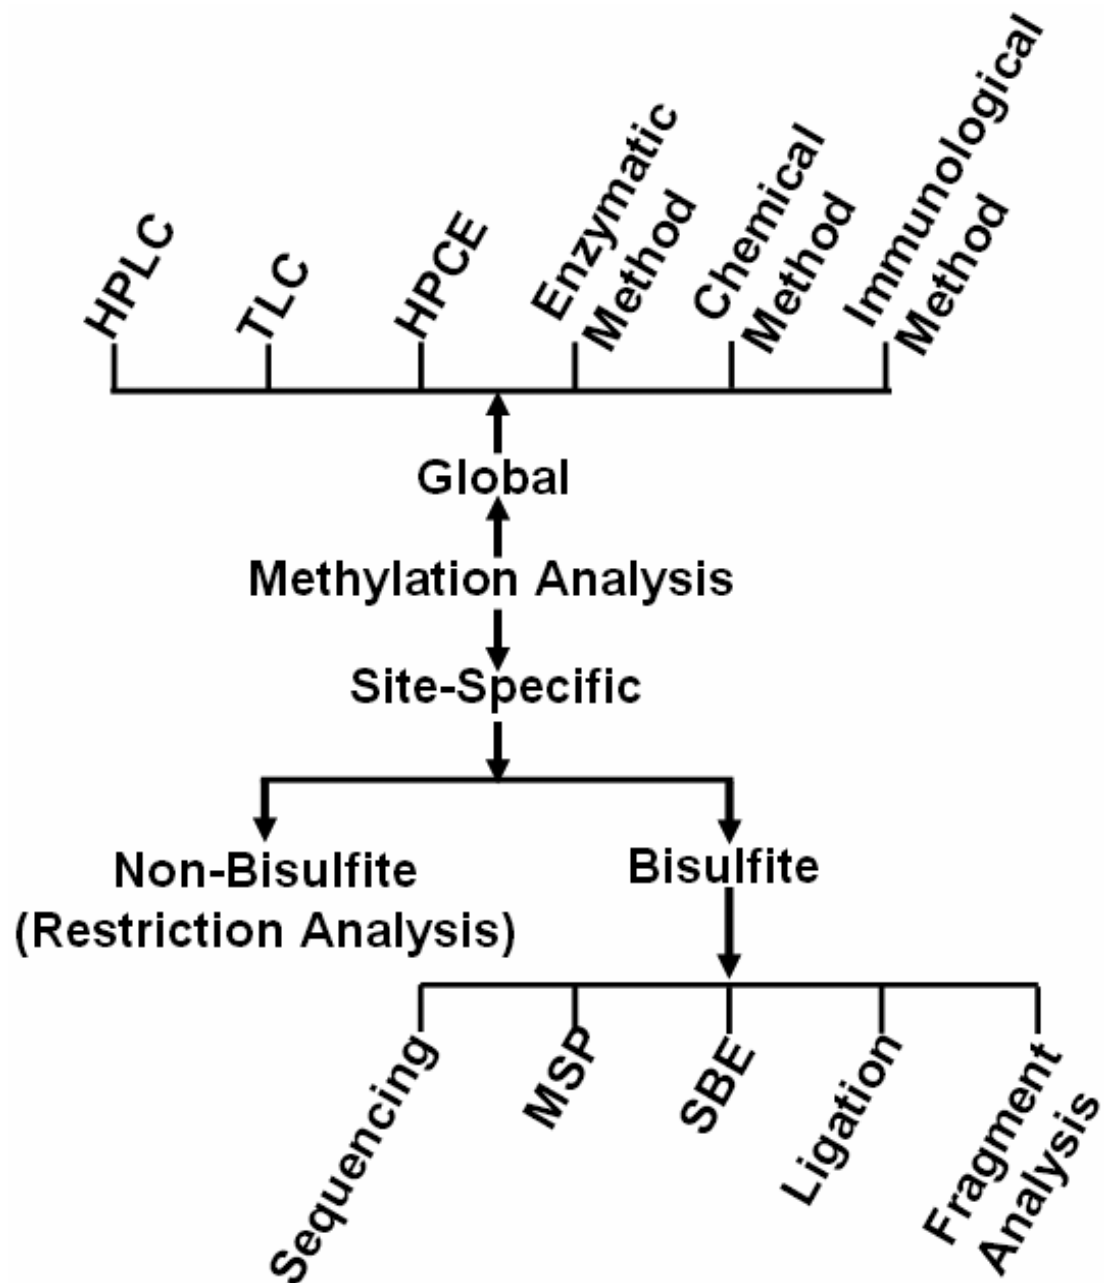 HPLC
TLC
HPCE
Enzymatic
Method
Chemical
Method
Immunological
Method
Global
Methylation Analysis
Site-Specific
Non-Bisulfite
(Restriction Analysis)
Bisulfite
Sequencing
MSP
SBE
Ligation
Fragment
Analysis